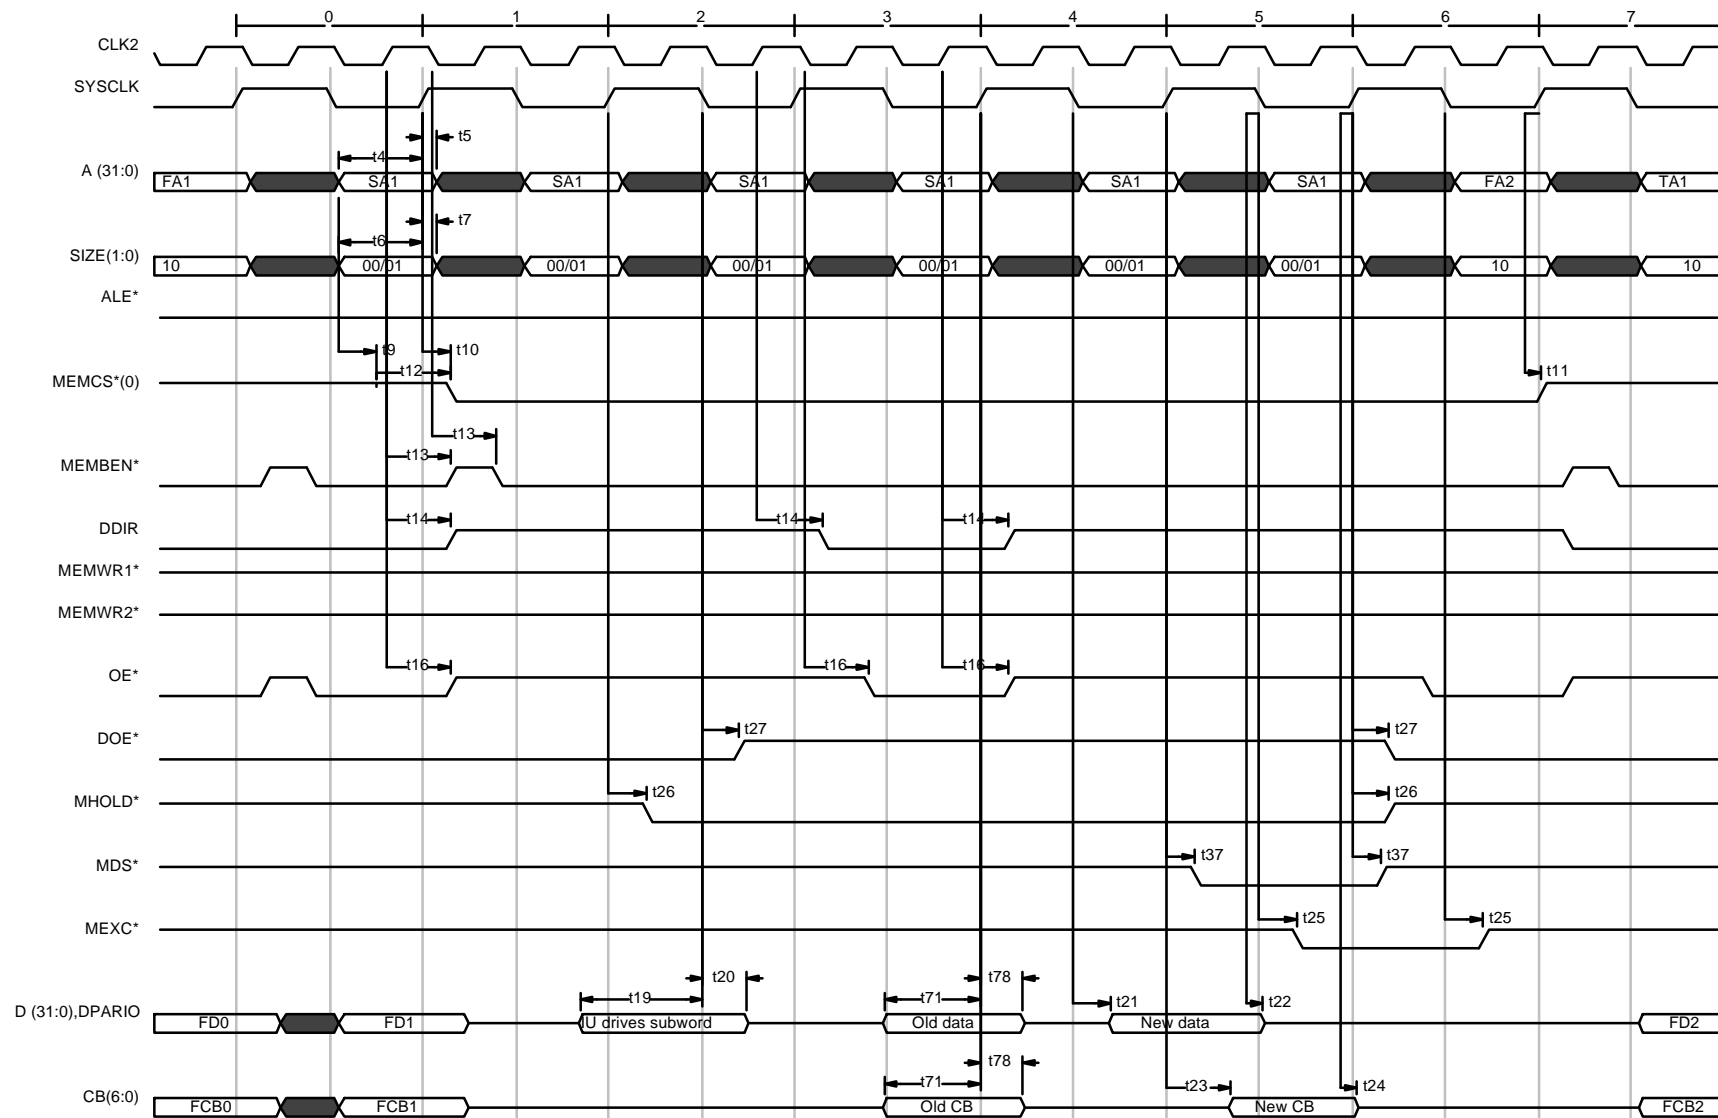 0 1 2 3 4 5 6 7
CLK2
SYSCLK
t5
t4
A (31:0) FA1 SA1 SA1 SA1 SA1 SA1 SA1 FA2 TA1
t7
t6
SIZE(1:0) 10 00/01 00/01 00/01 00/01 00/01 00/01 10 10
ALE*
t9 t10
t12 t11
MEMCS*(0)
t13
t13
MEMBEN*
t14 t14 t14
DDIR
MEMWR1*
MEMWR2*
t16 t16 t16
OE*
t27 t27
DOE*
t26 t26
MHOLD*
t37 t37
MDS*
t25 t25
MEXC*
t20 t78
t19 t71 t21 t22
D (31:0),DPARIO FD0 FD1 IU drives subword Old data New data FD2
t78
t71 t23 t24
CB(6:0) FCB0 FCB1 Old CB New CB FCB2